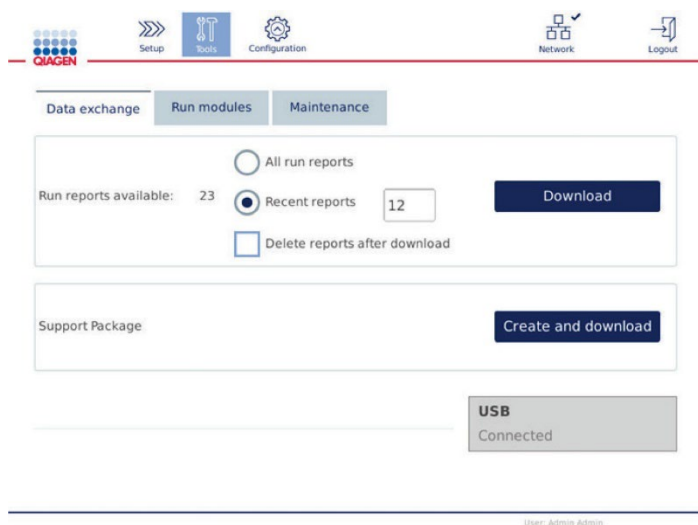 QIAGEN
Setup
Tools
Configuration
Network
Logout
Data exchange
Run modules
Maintenance
All run reports
Run reports available: 23
Recent reports 12
Download
Delete reports after download
Support Package
Create and download
USB
Connected
User: Admin Admin